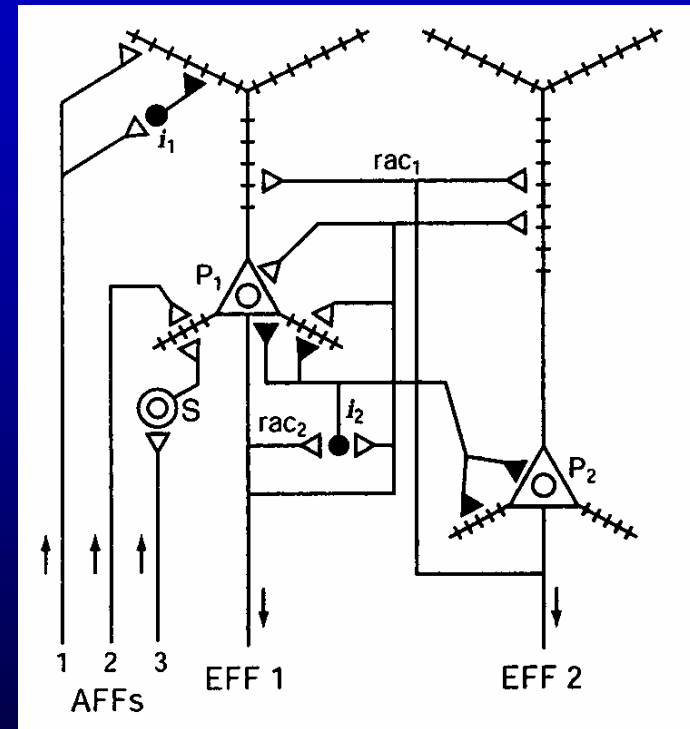 i₁
rac₁
P₁
S
rac₂
i₂
P₂
1 2 3
AFFs
EFF 1
EFF 2